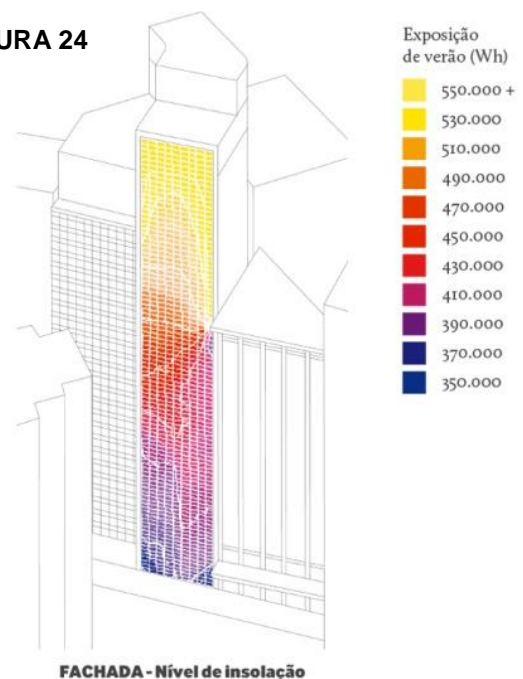 URA 24
Exposição
de verão (Wh)
550.000 +
530.000
510.000
490.000
470.000
450.000
430.000
410.000
390.000
370.000
350.000
FACHADA - Nível de insolação